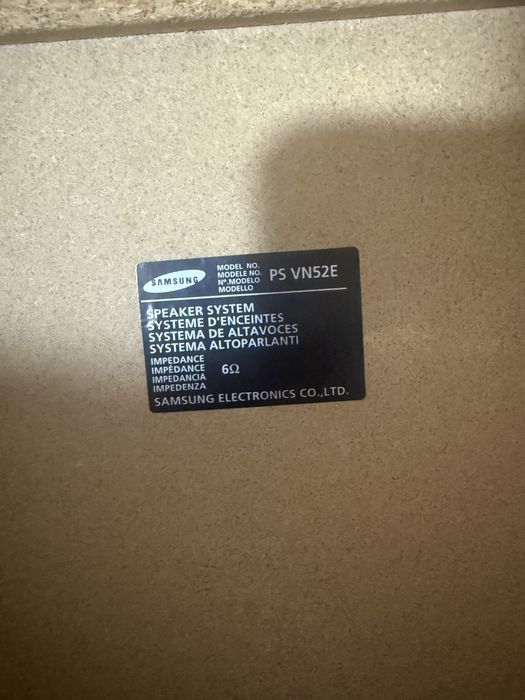 SAMSUNG
MODEL NO.
MODELE NO.
Nº.MODELO
MODELLO
PS VN52E
SPEAKER SYSTEM
SYSTEME D'ENCEINTES
SYSTEMA DE ALTAVOCES
SYSTEMA ALTOPARLANTI
IMPEDANCE
IMPÉDANCE
IMPEDANCIA
IMPEDENZA
6Ω
SAMSUNG ELECTRONICS CO.,LTD.